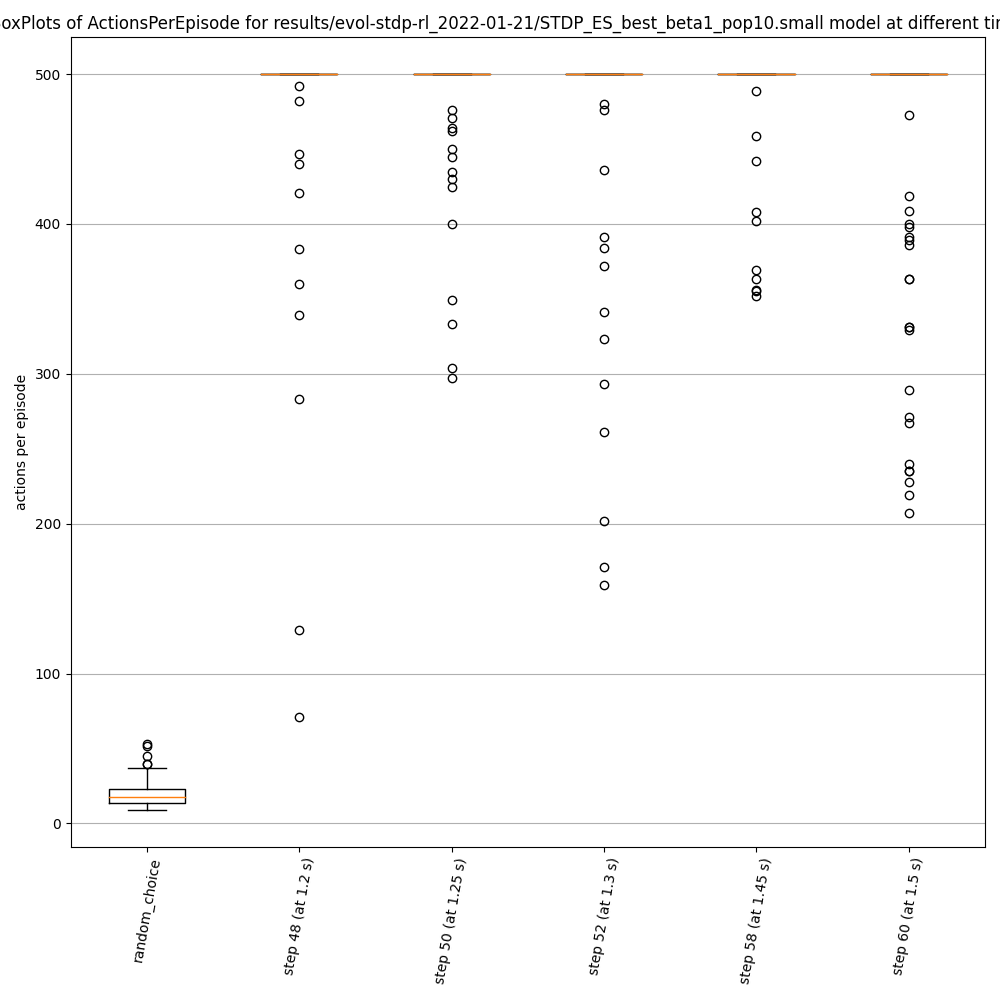 oxPlots of ActionsPerEpisode for results/evol-stdp-rl_2022-01-21/STDP_ES_best_beta1_pop10.small model at different
500
400
300
200
100
0
actions per episode
random_choice
step 48 (at 1.2 s)
step 50 (at 1.25 s)
step 52 (at 1.3 s)
step 58 (at 1.45 s)
step 60 (at 1.5 s)